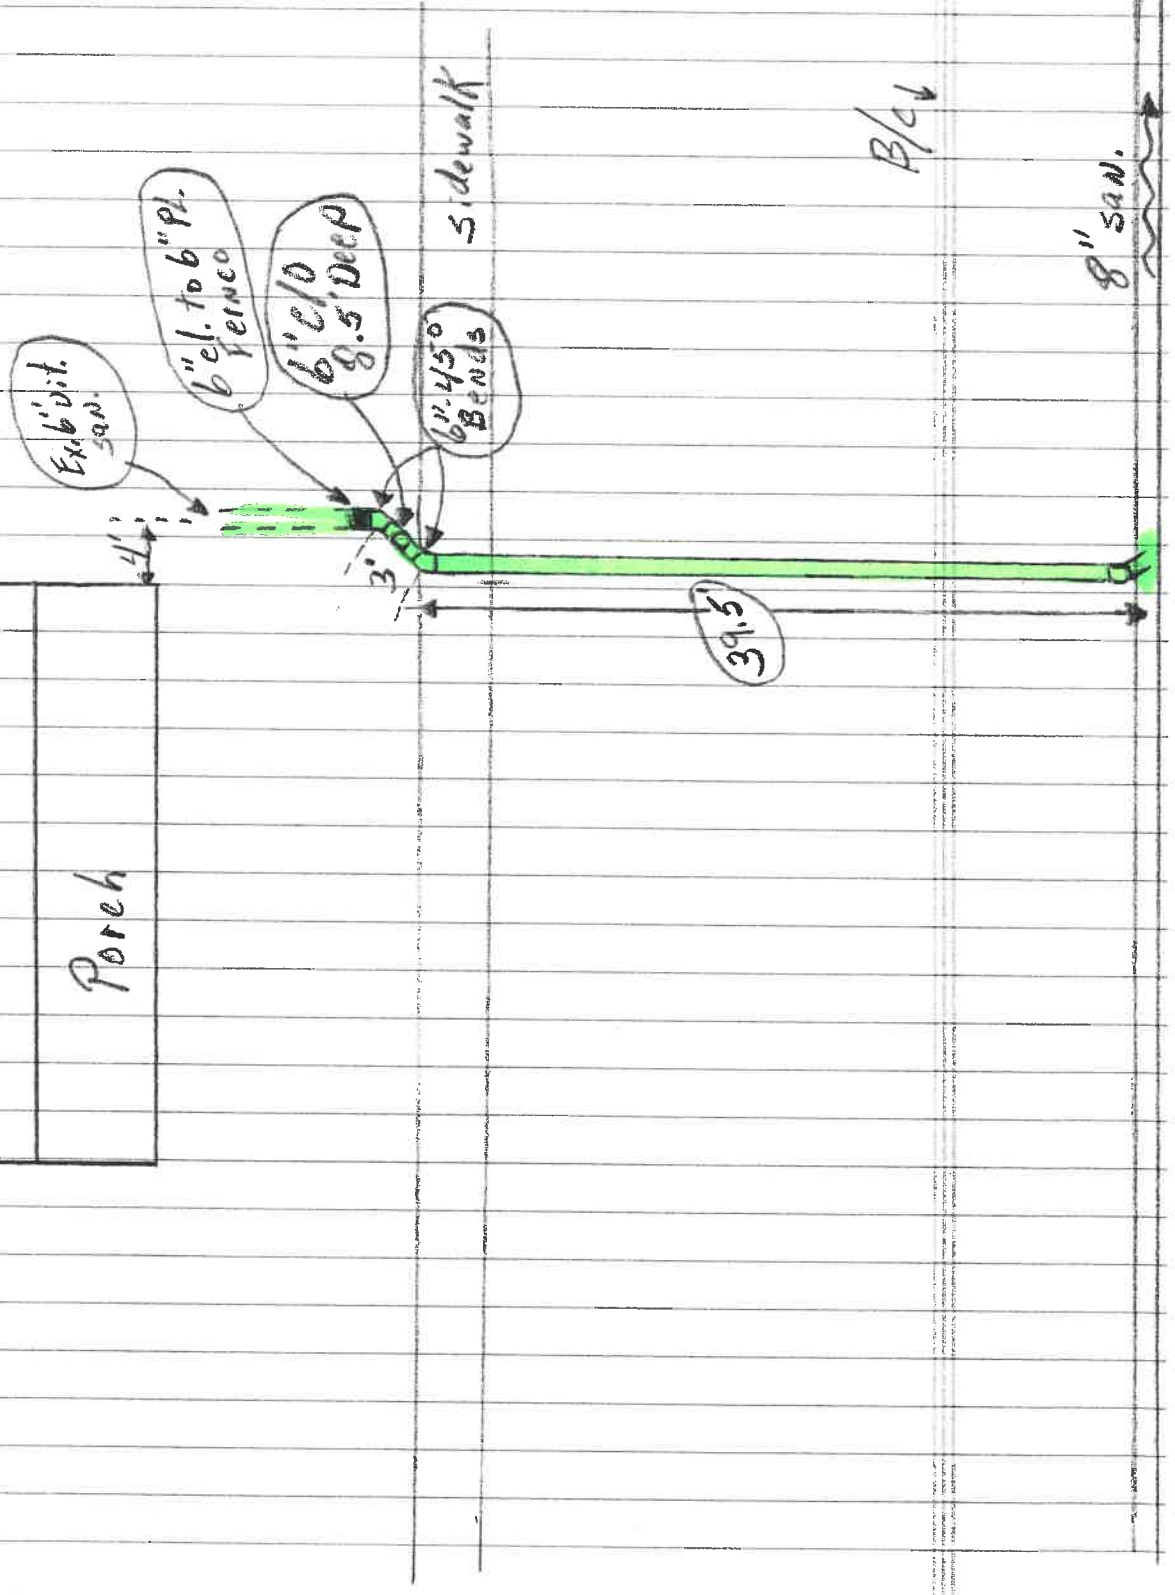 Ex. 6" Vit.
san.
4'
6" cl. to 6" PL.
Fernco
6" c/o
8.5' Deep
6"-45°
Bends
3'
Sidewalk
39.5'
B/C
8" san.
Porch